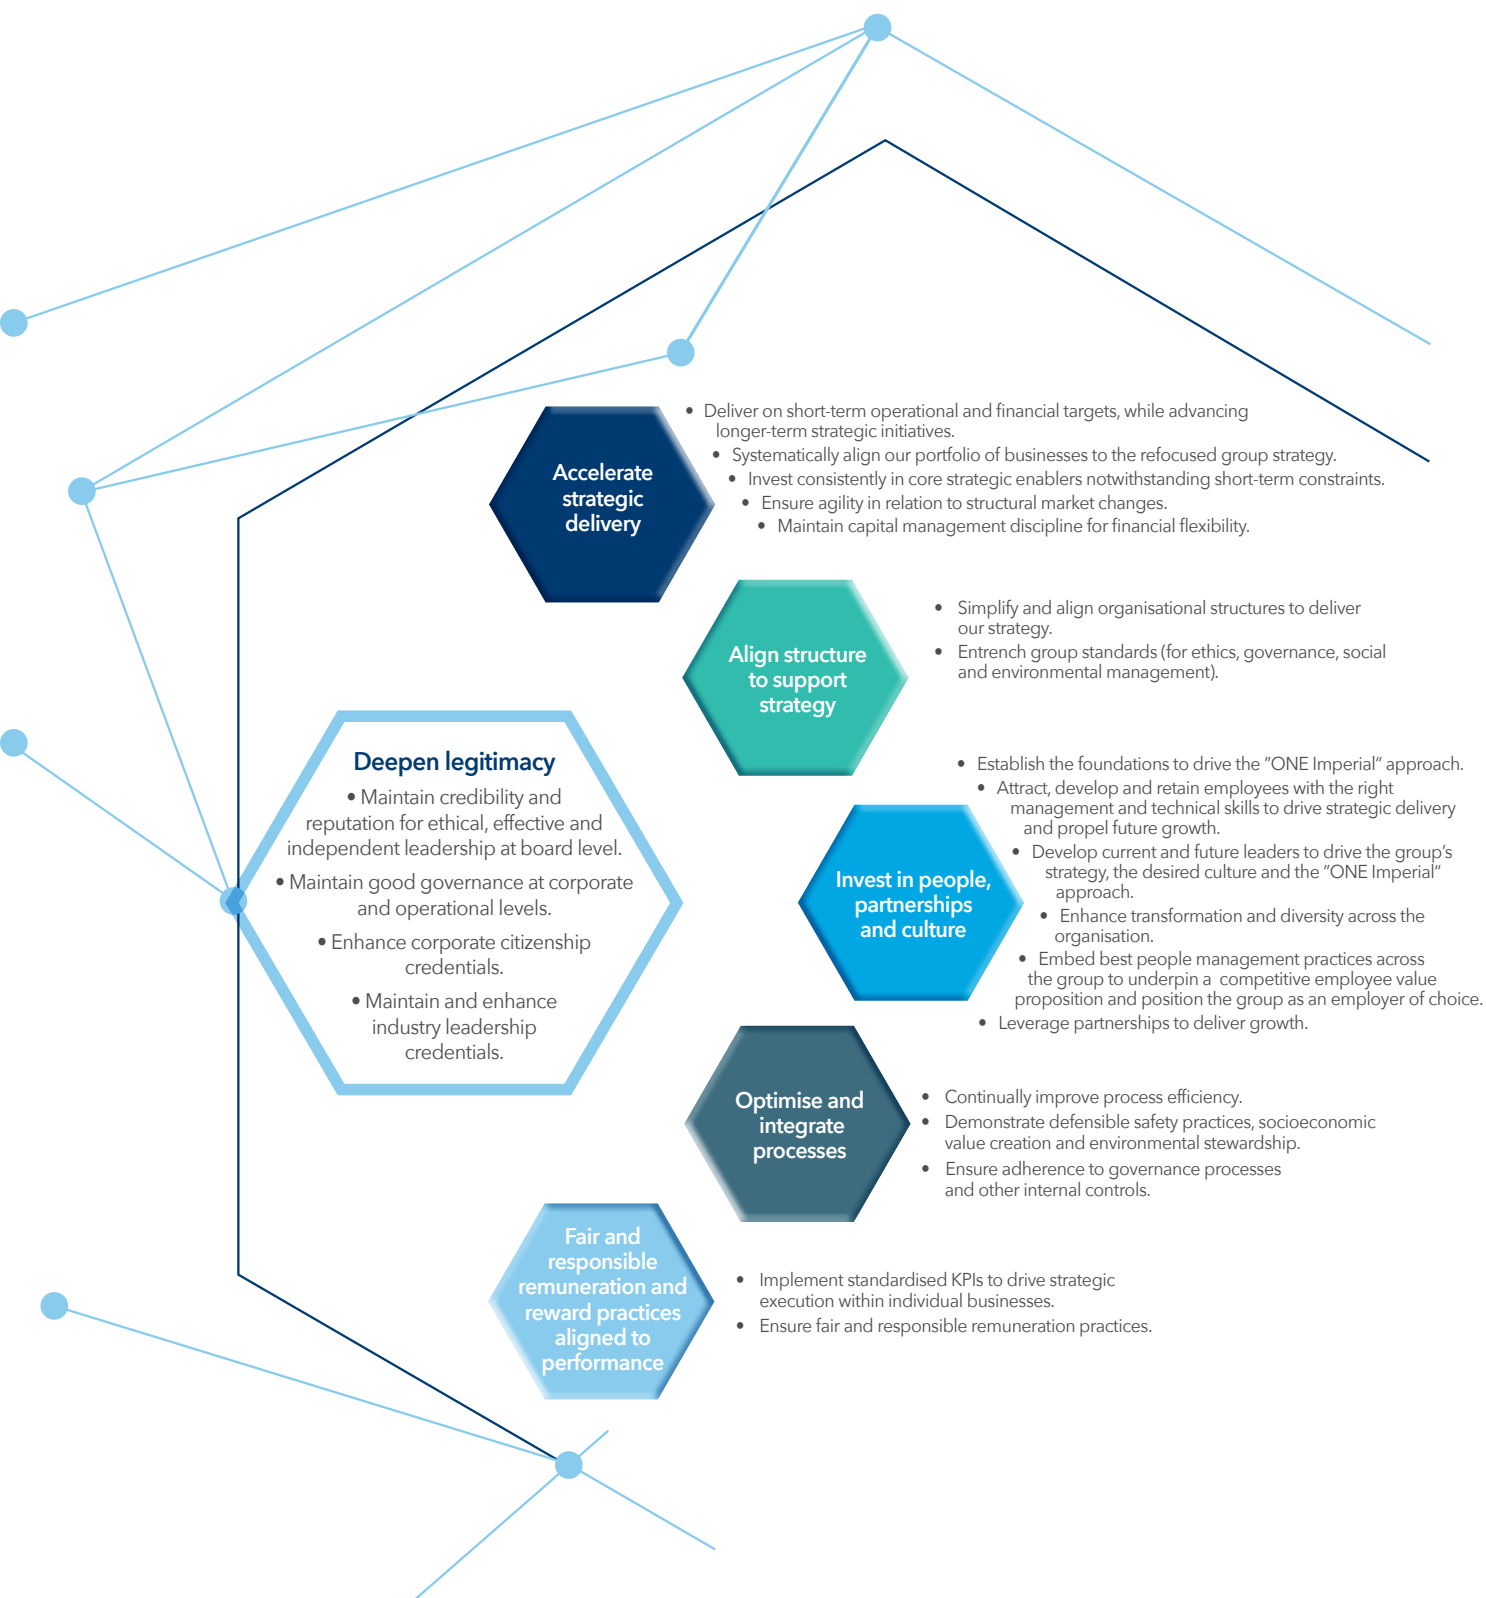 Accelerate
strategic
delivery
• Deliver on short-term operational and financial targets, while advancing
longer-term strategic initiatives.
• Systematically align our portfolio of businesses to the refocused group strategy.
• Invest consistently in core strategic enablers notwithstanding short-term constraints.
• Ensure agility in relation to structural market changes.
• Maintain capital management discipline for financial flexibility.
Align structure
to support
strategy
• Simplify and align organisational structures to deliver
our strategy.
• Entrench group standards (for ethics, governance, social
and environmental management).
Deepen legitimacy
• Maintain credibility and
reputation for ethical, effective and
independent leadership at board level.
• Maintain good governance at corporate
and operational levels.
• Enhance corporate citizenship
credentials.
• Maintain and enhance
industry leadership
credentials.
Invest in people,
partnerships
and culture
• Establish the foundations to drive the "ONE Imperial" approach.
• Attract, develop and retain employees with the right
management and technical skills to drive strategic delivery
and propel future growth.
• Develop current and future leaders to drive the group's
strategy, the desired culture and the "ONE Imperial"
approach.
• Enhance transformation and diversity across the
organisation.
• Embed best people management practices across
the group to underpin a competitive employee value
proposition and position the group as an employer of choice.
• Leverage partnerships to deliver growth.
Optimise and
integrate
processes
• Continually improve process efficiency.
• Demonstrate defensible safety practices, socioeconomic
value creation and environmental stewardship.
• Ensure adherence to governance processes
and other internal controls.
Fair and
responsible
remuneration and
reward practices
aligned to
performance
• Implement standardised KPIs to drive strategic
execution within individual businesses.
• Ensure fair and responsible remuneration practices.